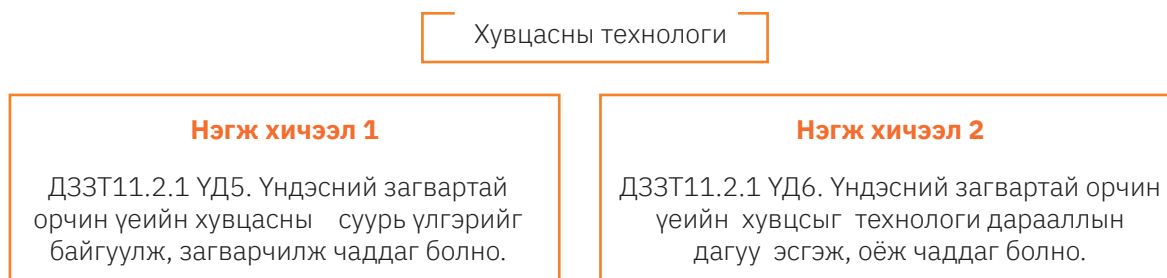 Хувцасны технологи
Нэгж хичээл 1
ДЗЗТ11.2.1 ҮД5. Үндэсний загвартай
орчин үеийн хувцасны суурь үлгэрийг
байгуулж, загварчилж чаддаг болно.
Нэгж хичээл 2
ДЗЗТ11.2.1 ҮД6. Үндэсний загвартай орчин
үеийн хувцсыг технологи дарааллын
дагуу эсгэж, оёж чаддаг болно.